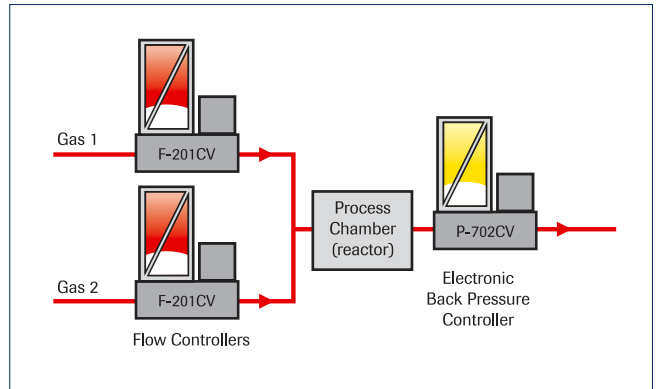 Gas 1
F-201CV
Gas 2
F-201CV
Flow Controllers
Process
Chamber
(reactor)
P-702CV
Electronic
Back Pressure
Controller